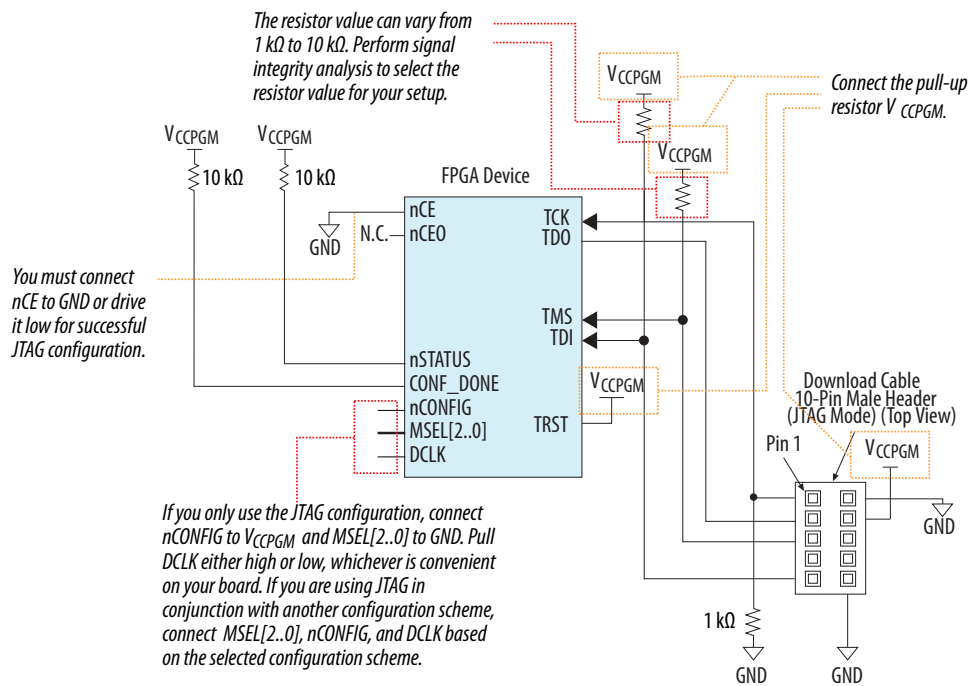 The resistor value can vary from
1 kΩ to 10 kΩ. Perform signal
integrity analysis to select the
resistor value for your setup.
VCCPGM
Connect the pull-up
resistor V CCPGM.
VCCPGM
VCCPGM
VCCPGM
10 kΩ
10 kΩ
FPGA Device
nCE
GND
N.C.
nCEO
TCK
TDO
You must connect
nCE to GND or drive
it low for successful
JTAG configuration.
TMS
TDI
nSTATUS
CONF_DONE
nCONFIG
MSEL[2..0]
DCLK
VCCPGM
TRST
Download Cable
10-Pin Male Header
(JTAG Mode) (Top View)
Pin 1
VCCPGM
GND
If you only use the JTAG configuration, connect
nCONFIG to VCCPGM and MSEL[2..0] to GND. Pull
DCLK either high or low, whichever is convenient
on your board. If you are using JTAG in
conjunction with another configuration scheme,
connect MSEL[2..0], nCONFIG, and DCLK based
on the selected configuration scheme.
1 kΩ
GND
GND